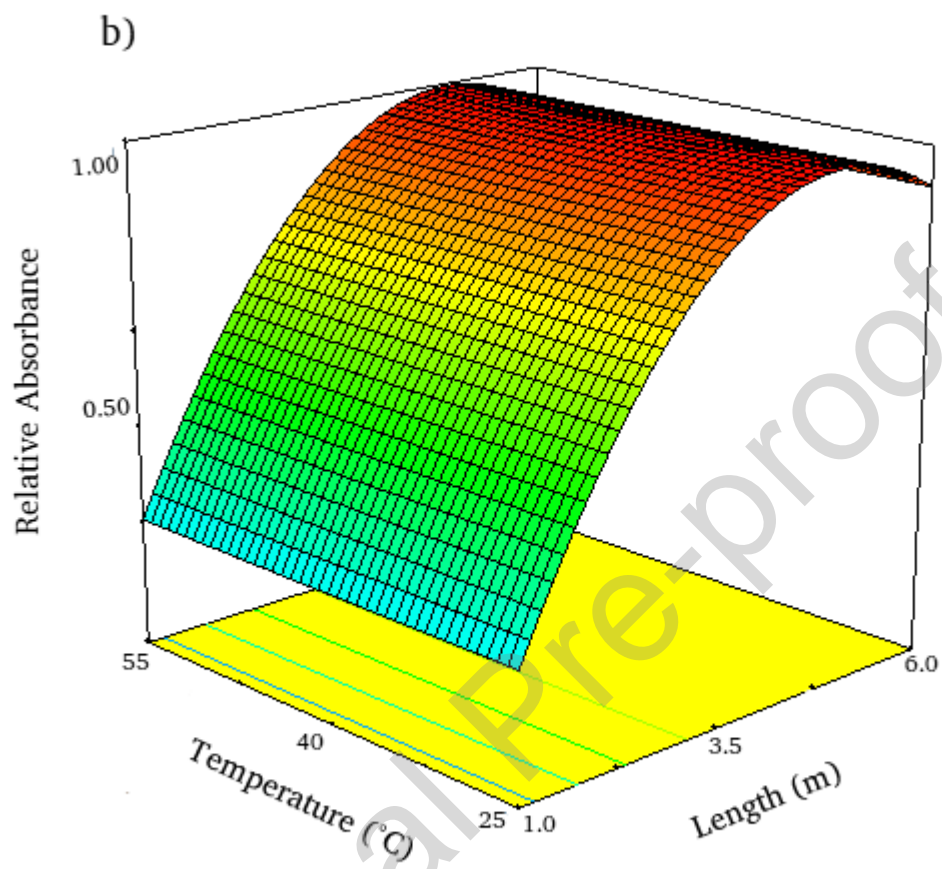 b)
1.00
0.50
Relative Absorbance
55
40
25
Temperature (°C)
1.0
3.5
6.0
Length (m)
al Pre-proof